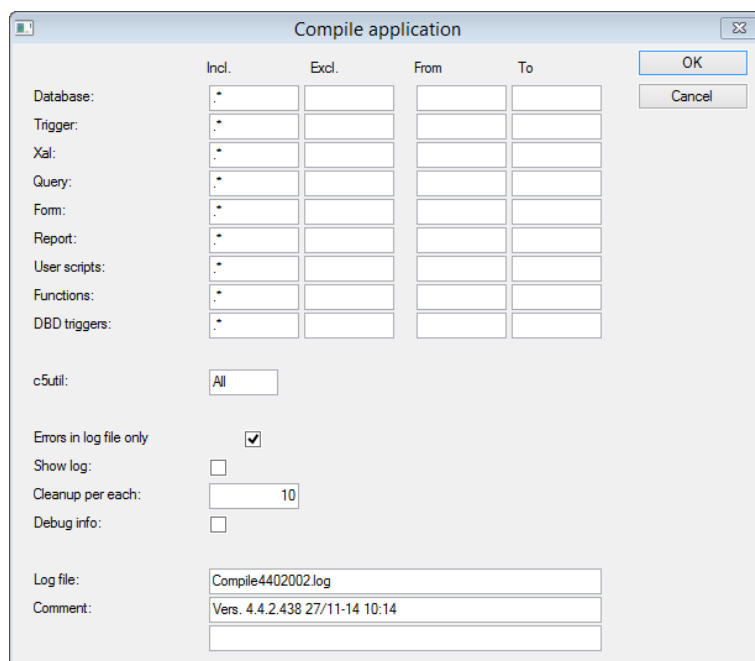 Compile application
Incl. Excl. From To
OK
Database: .*
Cancel
Trigger: .*
Xal: .*
Query: .*
Form: .*
Report: .*
User scripts: .*
Functions: .*
DBD triggers: .*
c5util: All
Errors in log file only
Show log:
Cleanup per each: 10
Debug info:
Log file: Compile4402002.log
Comment: Vers. 4.4.2.438 27/11-14 10:14